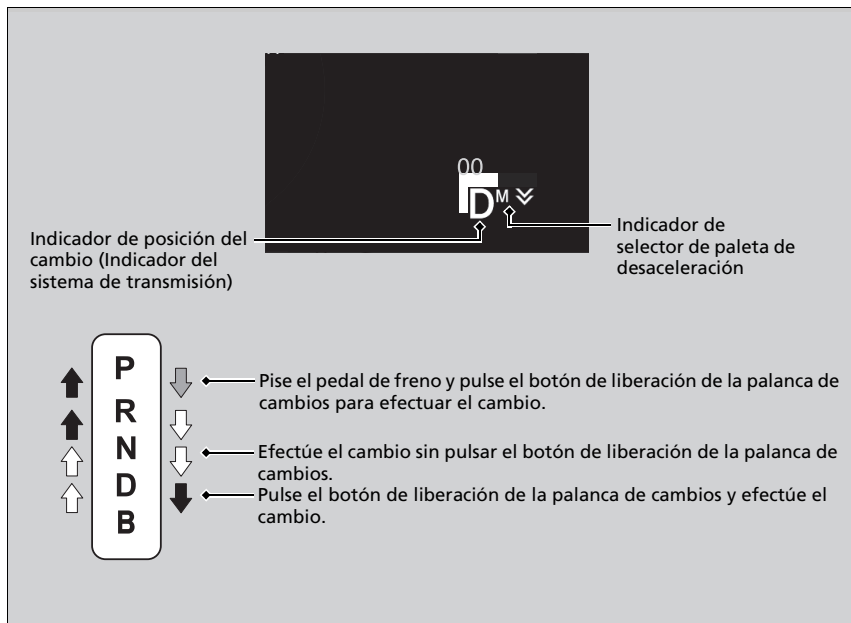 00
D M
Indicador de posición del
cambio (Indicador del
sistema de transmisión)
Indicador de
selector de paleta de
desaceleración
P
R
N
D
B
Pise el pedal de freno y pulse el botón de liberación de la palanca de
cambios para efectuar el cambio.
Efectúe el cambio sin pulsar el botón de liberación de la palanca de
cambios.
Pulse el botón de liberación de la palanca de cambios y efectúe el
cambio.